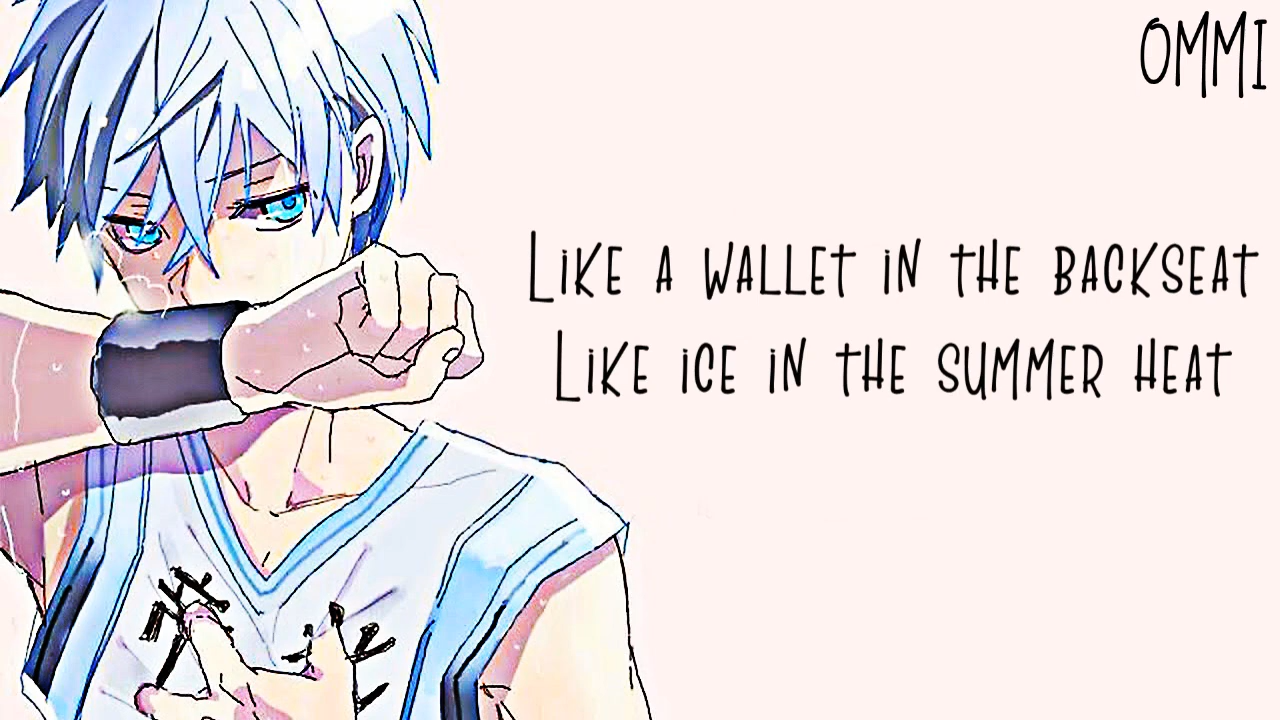 OMMI
LiKE A WALLET iN tHE BACKSEAt
LiKE iCE iN tHE SUMMER HEAt